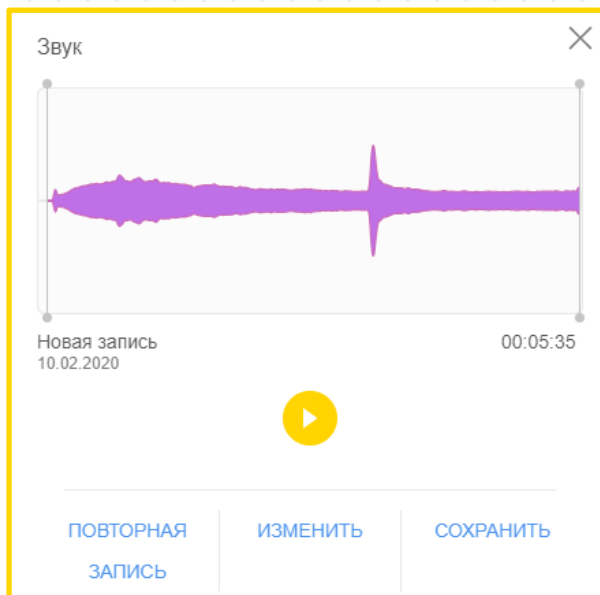 Звук
Новая запись
00:05:35
10.02.2020
ПОВТОРНАЯ ЗАПИСЬ
ИЗМЕНИТЬ
СОХРАНИТЬ